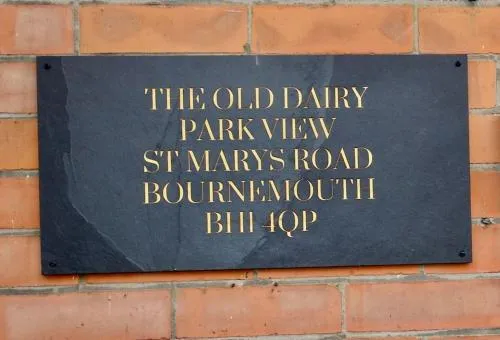 THE OLD DAIRY
PARK VIEW
ST MARYS ROAD
BOURNEMOUTH
BH1 4QP